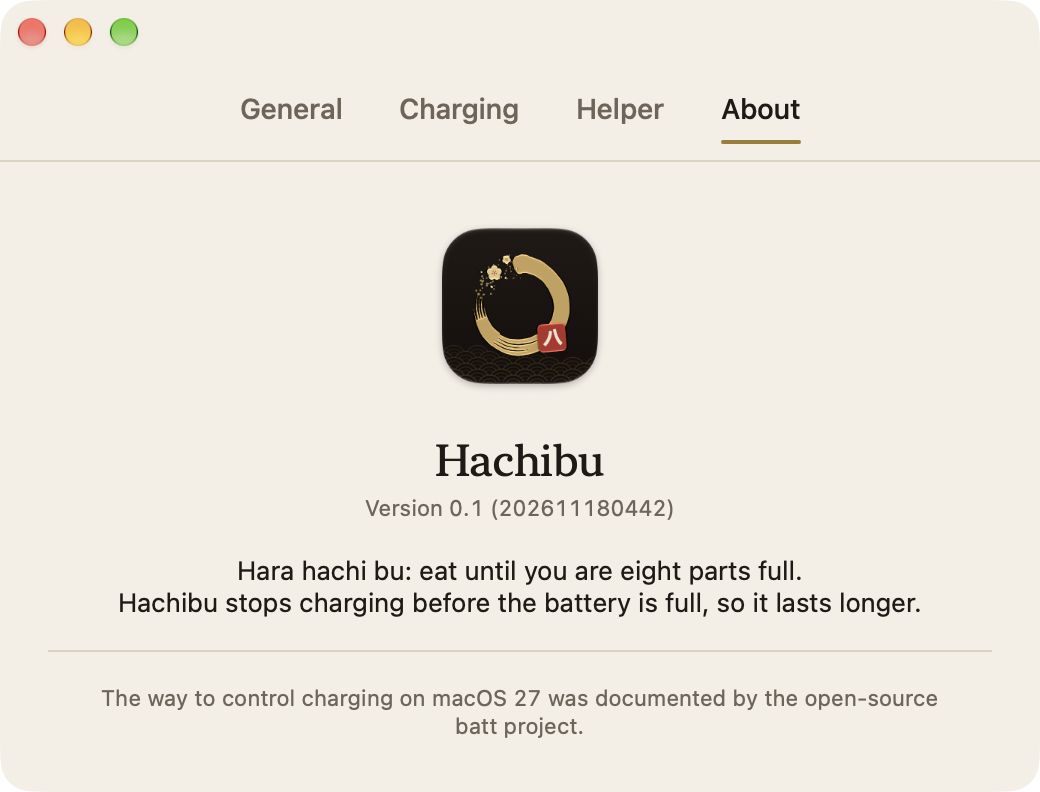 General Charging Helper About
八
Hachibu
Version 0.1 (202611180442)
Hara hachi bu: eat until you are eight parts full.
Hachibu stops charging before the battery is full, so it lasts longer.
The way to control charging on macOS 27 was documented by the open-source
batt project.